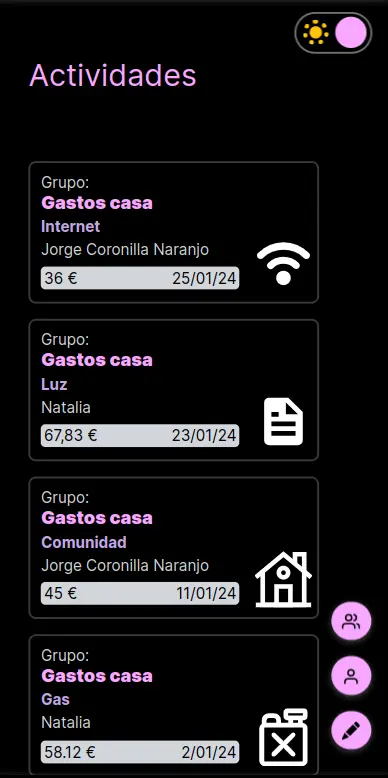 Actividades
Grupo:
Gastos casa
Internet
Jorge Coronilla Naranjo
36 € 25/01/24
Grupo:
Gastos casa
Luz
Natalia
67,83 € 23/01/24
Grupo:
Gastos casa
Comunidad
Jorge Coronilla Naranjo
45 € 11/01/24
Grupo:
Gastos casa
Gas
Natalia
58.12 € 2/01/24